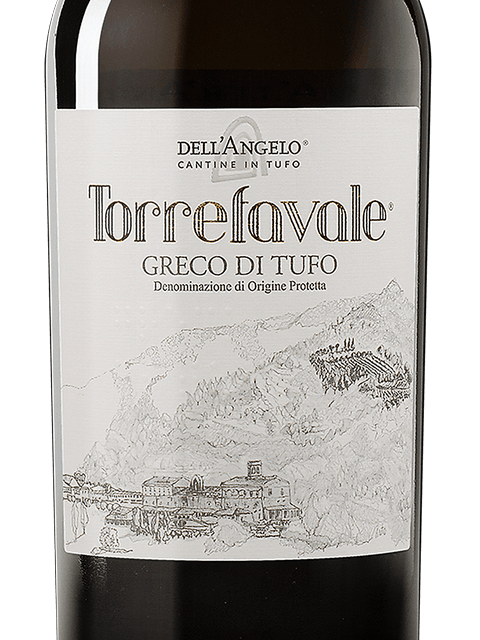 DELL'ANGELO®
CANTINE IN TUFO
Torrefavale®
GRECO DI TUFO
Denominazione di Origine Protetta